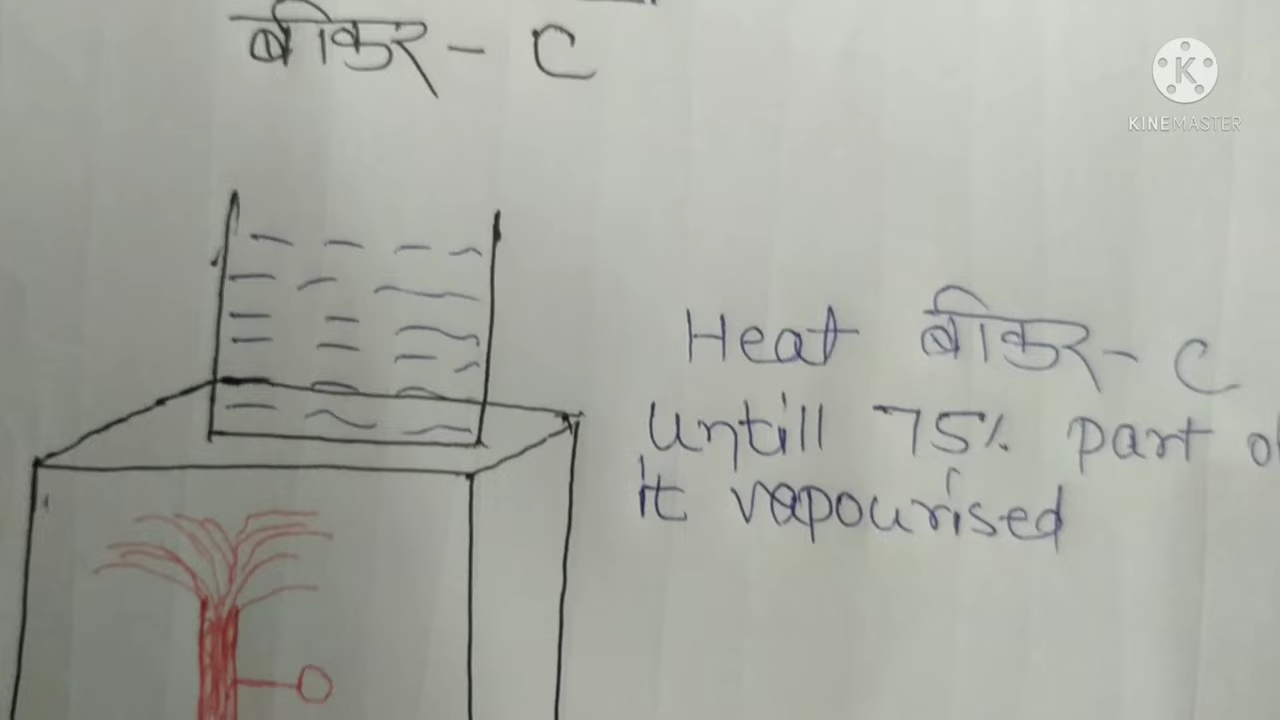 बीकर - C
K
KINEMASTER
Heat बीकर - C
untill 75% part
it vapourised